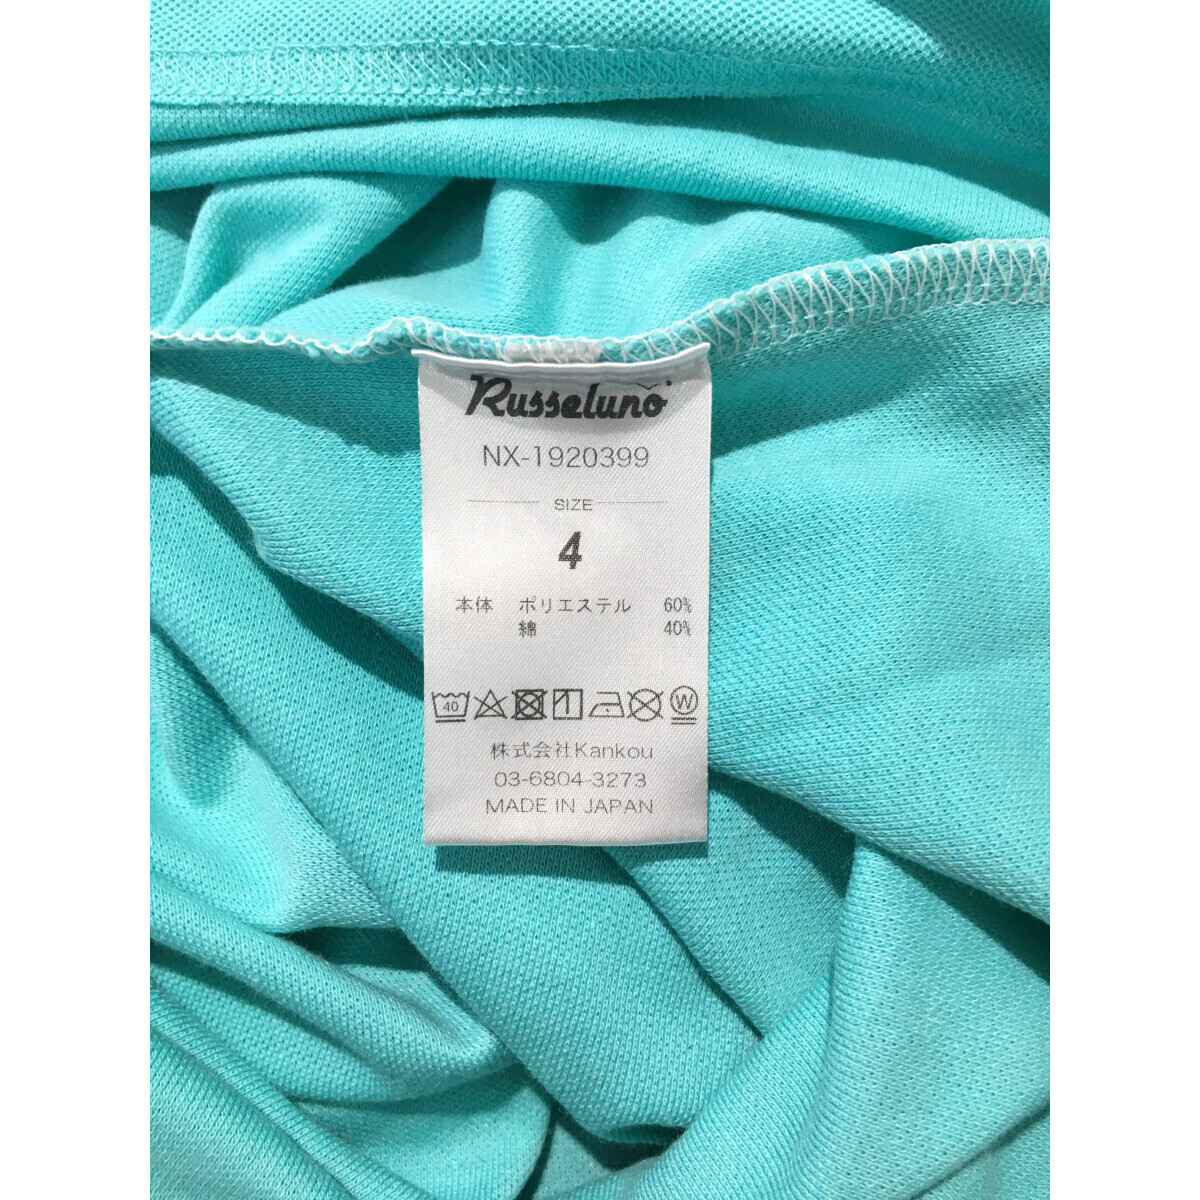 Russeluno
NX-1920399
SIZE
4
本体 ポリエステル 60%
綿 40%
40 W
株式会社Kankou
03-6804-3273
MADE IN JAPAN